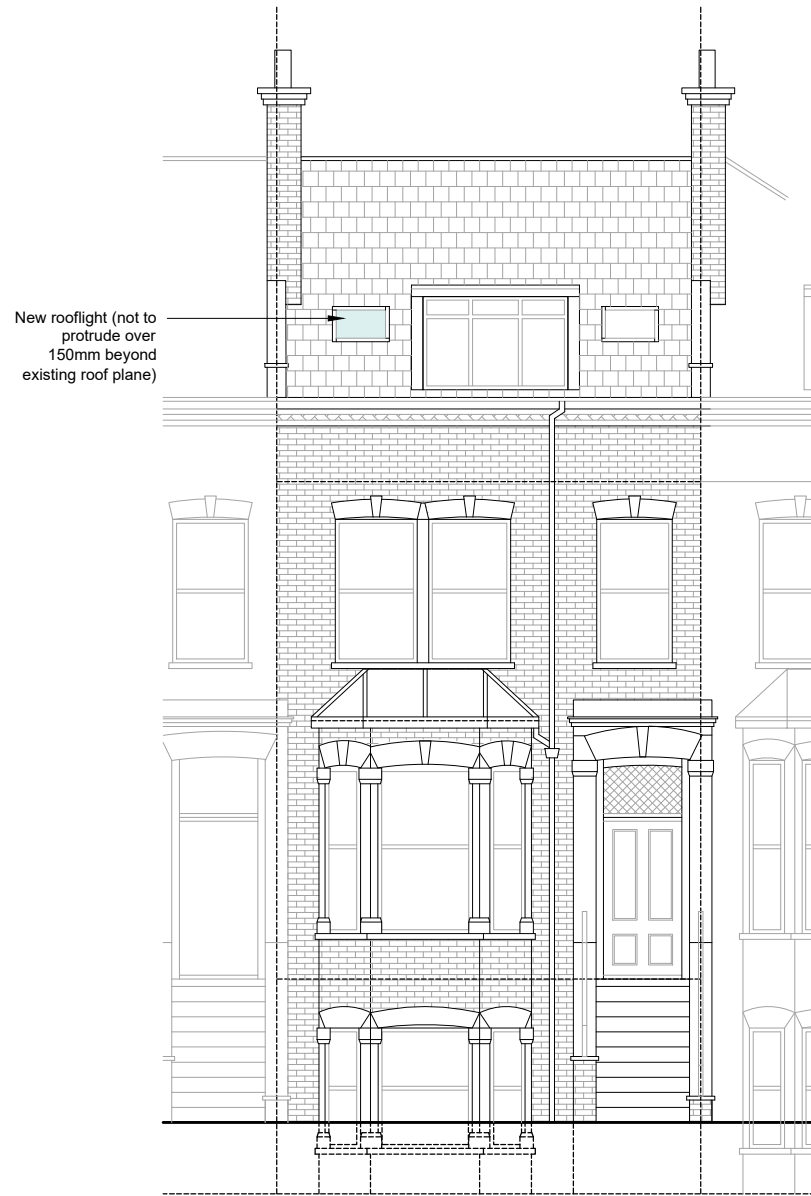 New rooflight (not to
protrude over
150mm beyond
existing roof plane)